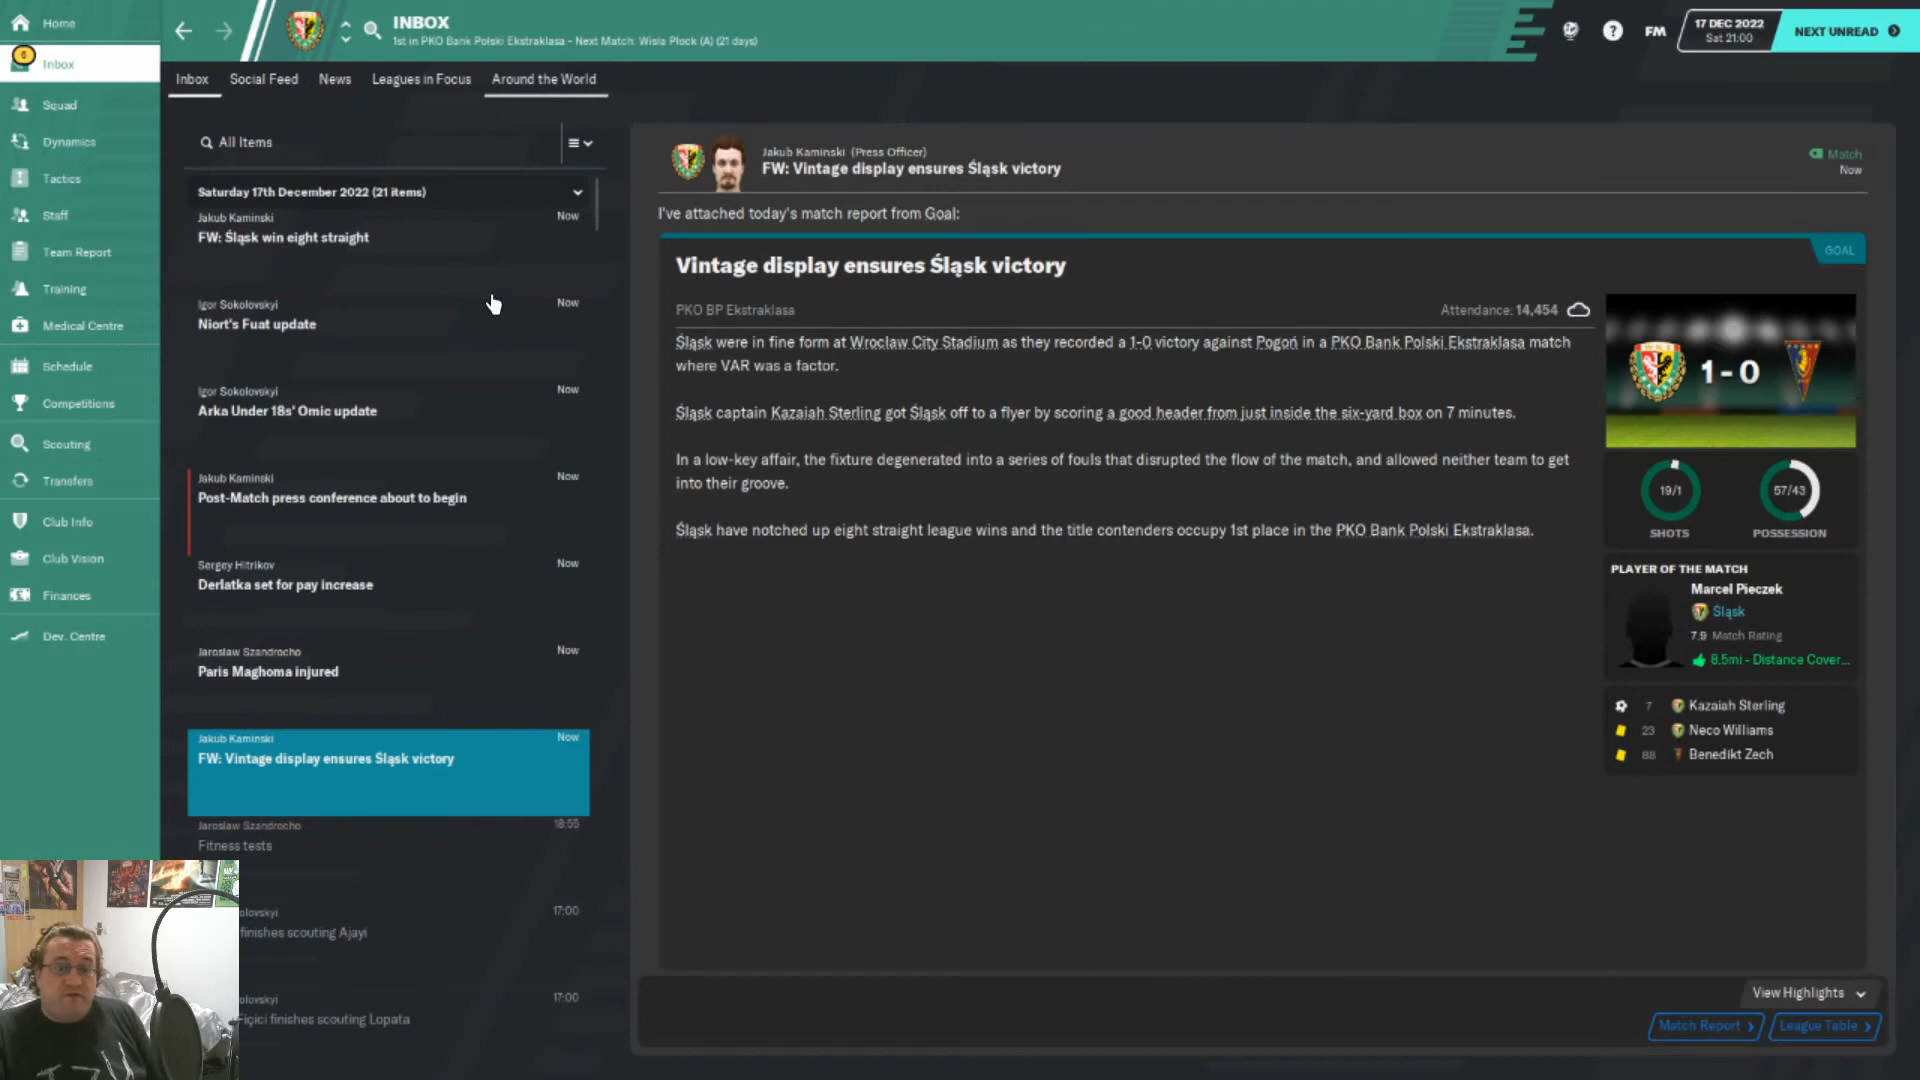 Home
Inbox
6
Squad
Dynamics
Tactics
Staff
Team Report
Training
Medical Centre
Schedule
Competitions
Scouting
Transfers
Club Info
Club Vision
Finances
Dev. Centre
INBOX
1st in PKO Bank Polski Ekstraklasa - Next Match: Wisla Plock (A) (21 days)
FM
17 DEC 2022
Sat 21:00
NEXT UNREAD
Inbox
Social Feed
News
Leagues in Focus
Around the World
All Items
Saturday 17th December 2022 (21 items)
Jakub Kaminski Now
FW: Śląsk win eight straight
Igor Sokolovskyi Now
Niort's Fuat update
Igor Sokolovskyi Now
Arka Under 18s' Omic update
Jakub Kaminski Now
Post-Match press conference about to begin
Sergey Hitrikov Now
Derlatka set for pay increase
Jaroslaw Szandrocho Now
Paris Maghoma injured
Jakub Kaminski Now
FW: Vintage display ensures Śląsk victory
Jaroslaw Szandrocho 18:55
Fitness tests
olovskyi 17:00
finishes scouting Ajayi
olovskyi 17:00
Fiçici finishes scouting Lopata
Jakub Kaminski (Press Officer)
FW: Vintage display ensures Śląsk victory
Match
Now
I've attached today's match report from Goal:
GOAL
Vintage display ensures Śląsk victory
PKO BP Ekstraklasa
Attendance: 14,454
Śląsk were in fine form at Wroclaw City Stadium as they recorded a 1-0 victory against Pogoń in a PKO Bank Polski Ekstraklasa match
where VAR was a factor.
Śląsk captain Kazaiah Sterling got Śląsk off to a flyer by scoring a good header from just inside the six-yard box on 7 minutes.
In a low-key affair, the fixture degenerated into a series of fouls that disrupted the flow of the match, and allowed neither team to get
into their groove.
Śląsk have notched up eight straight league wins and the title contenders occupy 1st place in the PKO Bank Polski Ekstraklasa.
1 - 0
19/1
57/43
SHOTS
POSSESSION
PLAYER OF THE MATCH
Marcel Pieczek
Śląsk
7.9 Match Rating
8.5mi - Distance Cover...
7 Kazaiah Sterling
23 Neco Williams
88 Benedikt Zech
View Highlights
Match Report
League Table